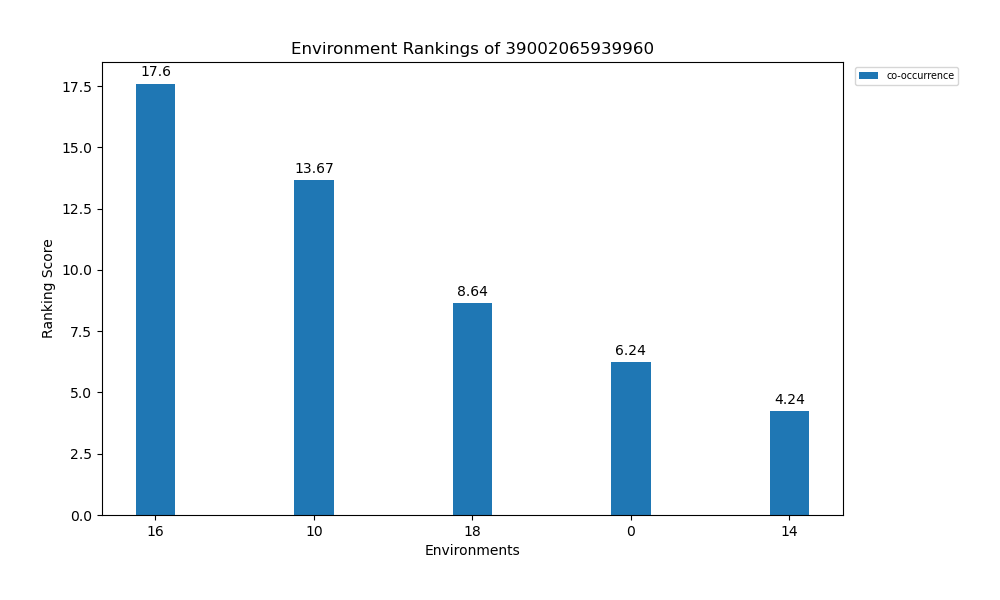 Environment Rankings of 39002065939960
co-occurrence
Ranking Score
17.5
15.0
12.5
10.0
7.5
5.0
2.5
0.0
17.6
13.67
8.64
6.24
4.24
16 10 18 0 14
Environments